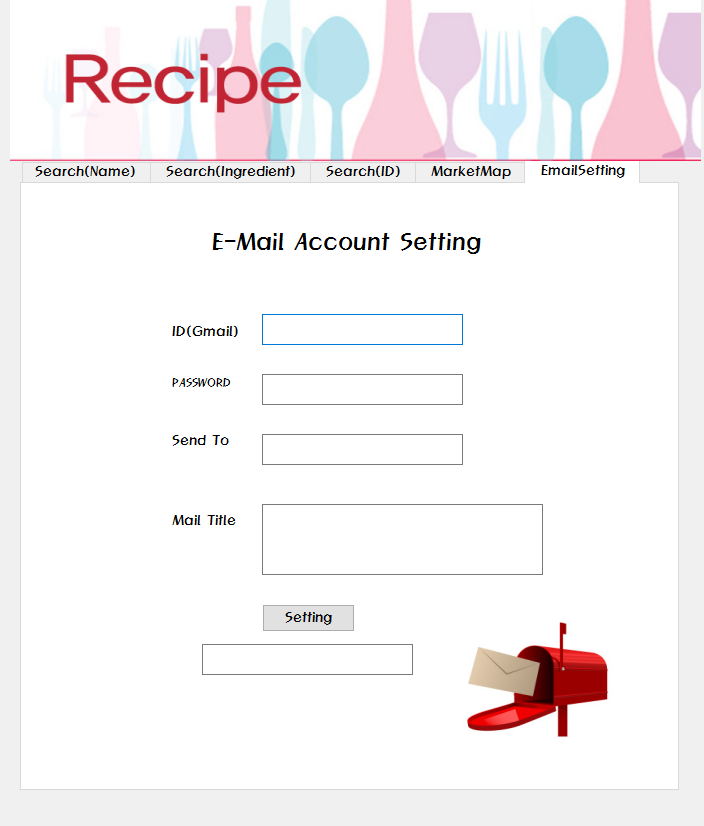 Recipe
Search(Name) Search(Ingredient) Search(ID) MarketMap EmailSetting
E-Mail Account Setting
ID(Gmail)
PASSWORD
Send To
Mail Title
Setting